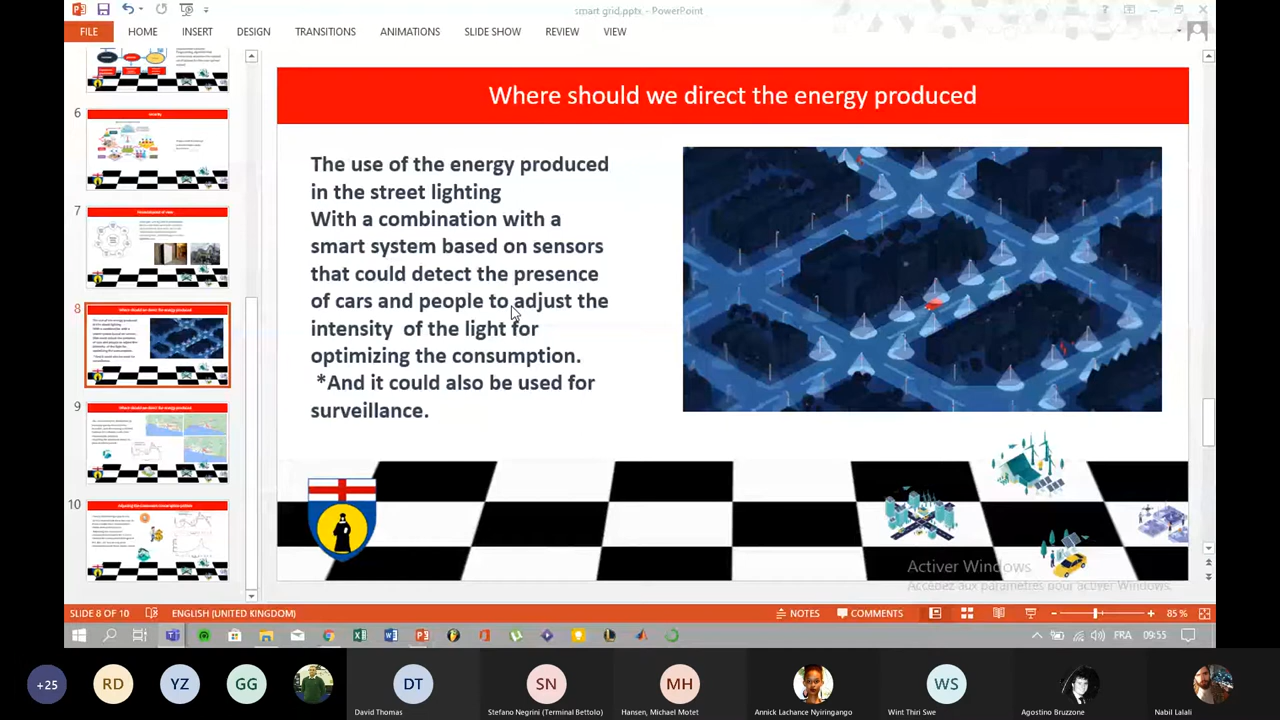 smart grid.pptx - PowerPoint
FILE HOME INSERT DESIGN TRANSITIONS ANIMATIONS SLIDE SHOW REVIEW VIEW
6
7
8
9
10
Where should we direct the energy produced
The use of the energy produced
in the street lighting
With a combination with a
smart system based on sensors
that could detect the presence
of cars and people to adjust the
intensity of the light for
optimizing the consumption.
*And it could also be used for
surveillance.
Activer Windows
Accédez aux paramètres pour activer Windows.
SLIDE 8 OF 10 ENGLISH (UNITED KINGDOM) NOTES COMMENTS 85 %
FRA 09:55
+25 RD YZ GG DT SN MH WS
David Thomas Stefano Negrini (Terminal Bettolo) Hansen, Michael Motet Annick Lachance Nyiringango Wint Thiri Swe Agostino Bruzzone Nabil Lalali